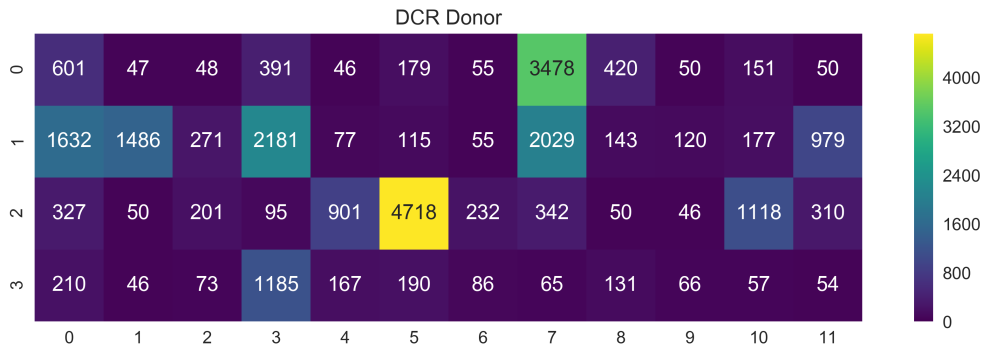 DCR Donor
0 601 47 48 391 46 179 55 3478 420 50 151 50
1 1632 1486 271 2181 77 115 55 2029 143 120 177 979
2 327 50 201 95 901 4718 232 342 50 46 1118 310
3 210 46 73 1185 167 190 86 65 131 66 57 54
0 1 2 3 4 5 6 7 8 9 10 11
4000
3200
2400
1600
800
0